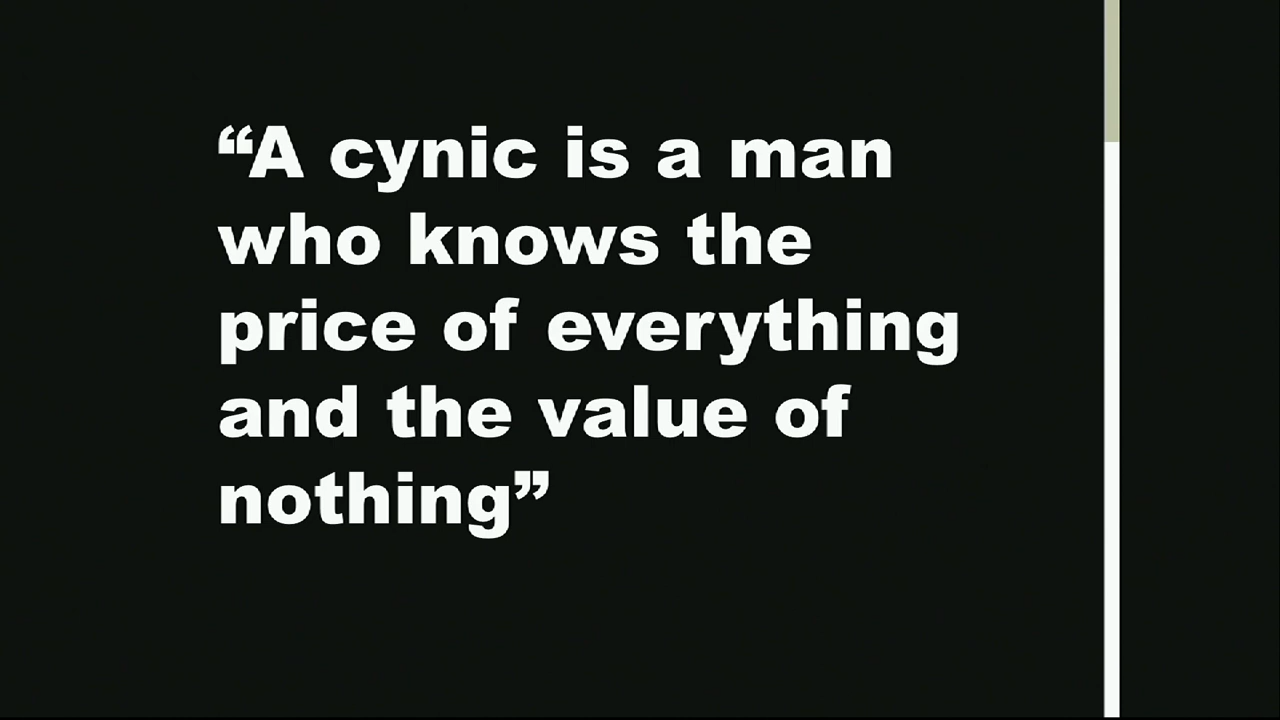 “A cynic is a man
who knows the
price of everything
and the value of
nothing”